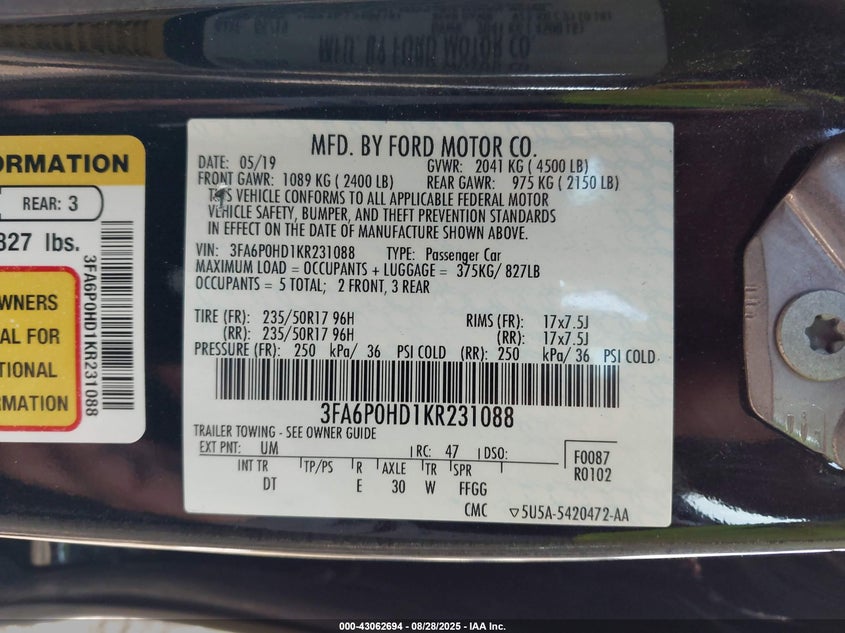 MFD. BY FORD MOTOR CO.
DATE: 05/19 GVWR: 2041 KG ( 4500 LB)
FRONT GAWR: 1089 KG ( 2400 LB) REAR GAWR: 975 KG ( 2150 LB)
THIS VEHICLE CONFORMS TO ALL APPLICABLE FEDERAL MOTOR
VEHICLE SAFETY, BUMPER, AND THEFT PREVENTION STANDARDS
IN EFFECT ON THE DATE OF MANUFACTURE SHOWN ABOVE.
VIN: 3FA6P0HD1KR231088 TYPE: Passenger Car
MAXIMUM LOAD = OCCUPANTS + LUGGAGE = 375KG/ 827LB
OCCUPANTS = 5 TOTAL; 2 FRONT, 3 REAR
TIRE (FR): 235/50R17 96H RIMS (FR): 17x7.5J
(RR): 235/50R17 96H (RR): 17x7.5J
PRESSURE (FR): 250 kPa/ 36 PSI COLD (RR): 250 kPa/ 36 PSI COLD
3FA6P0HD1KR231088
TRAILER TOWING - SEE OWNER GUIDE
EXT PNT: UM RC: 47 DSO:
F0087
R0102
INT TR TP/PS R AXLE TR SPR
DT E 30 W FFGG
CMC ▽5U5A-5420472-AA
ORMATION
REAR: 3
827 lbs.
WNERS
AL FOR
TIONAL
RMATION
3FA6P0HD1KR231088
000-43062694 - 08/28/2025 - IAA Inc.